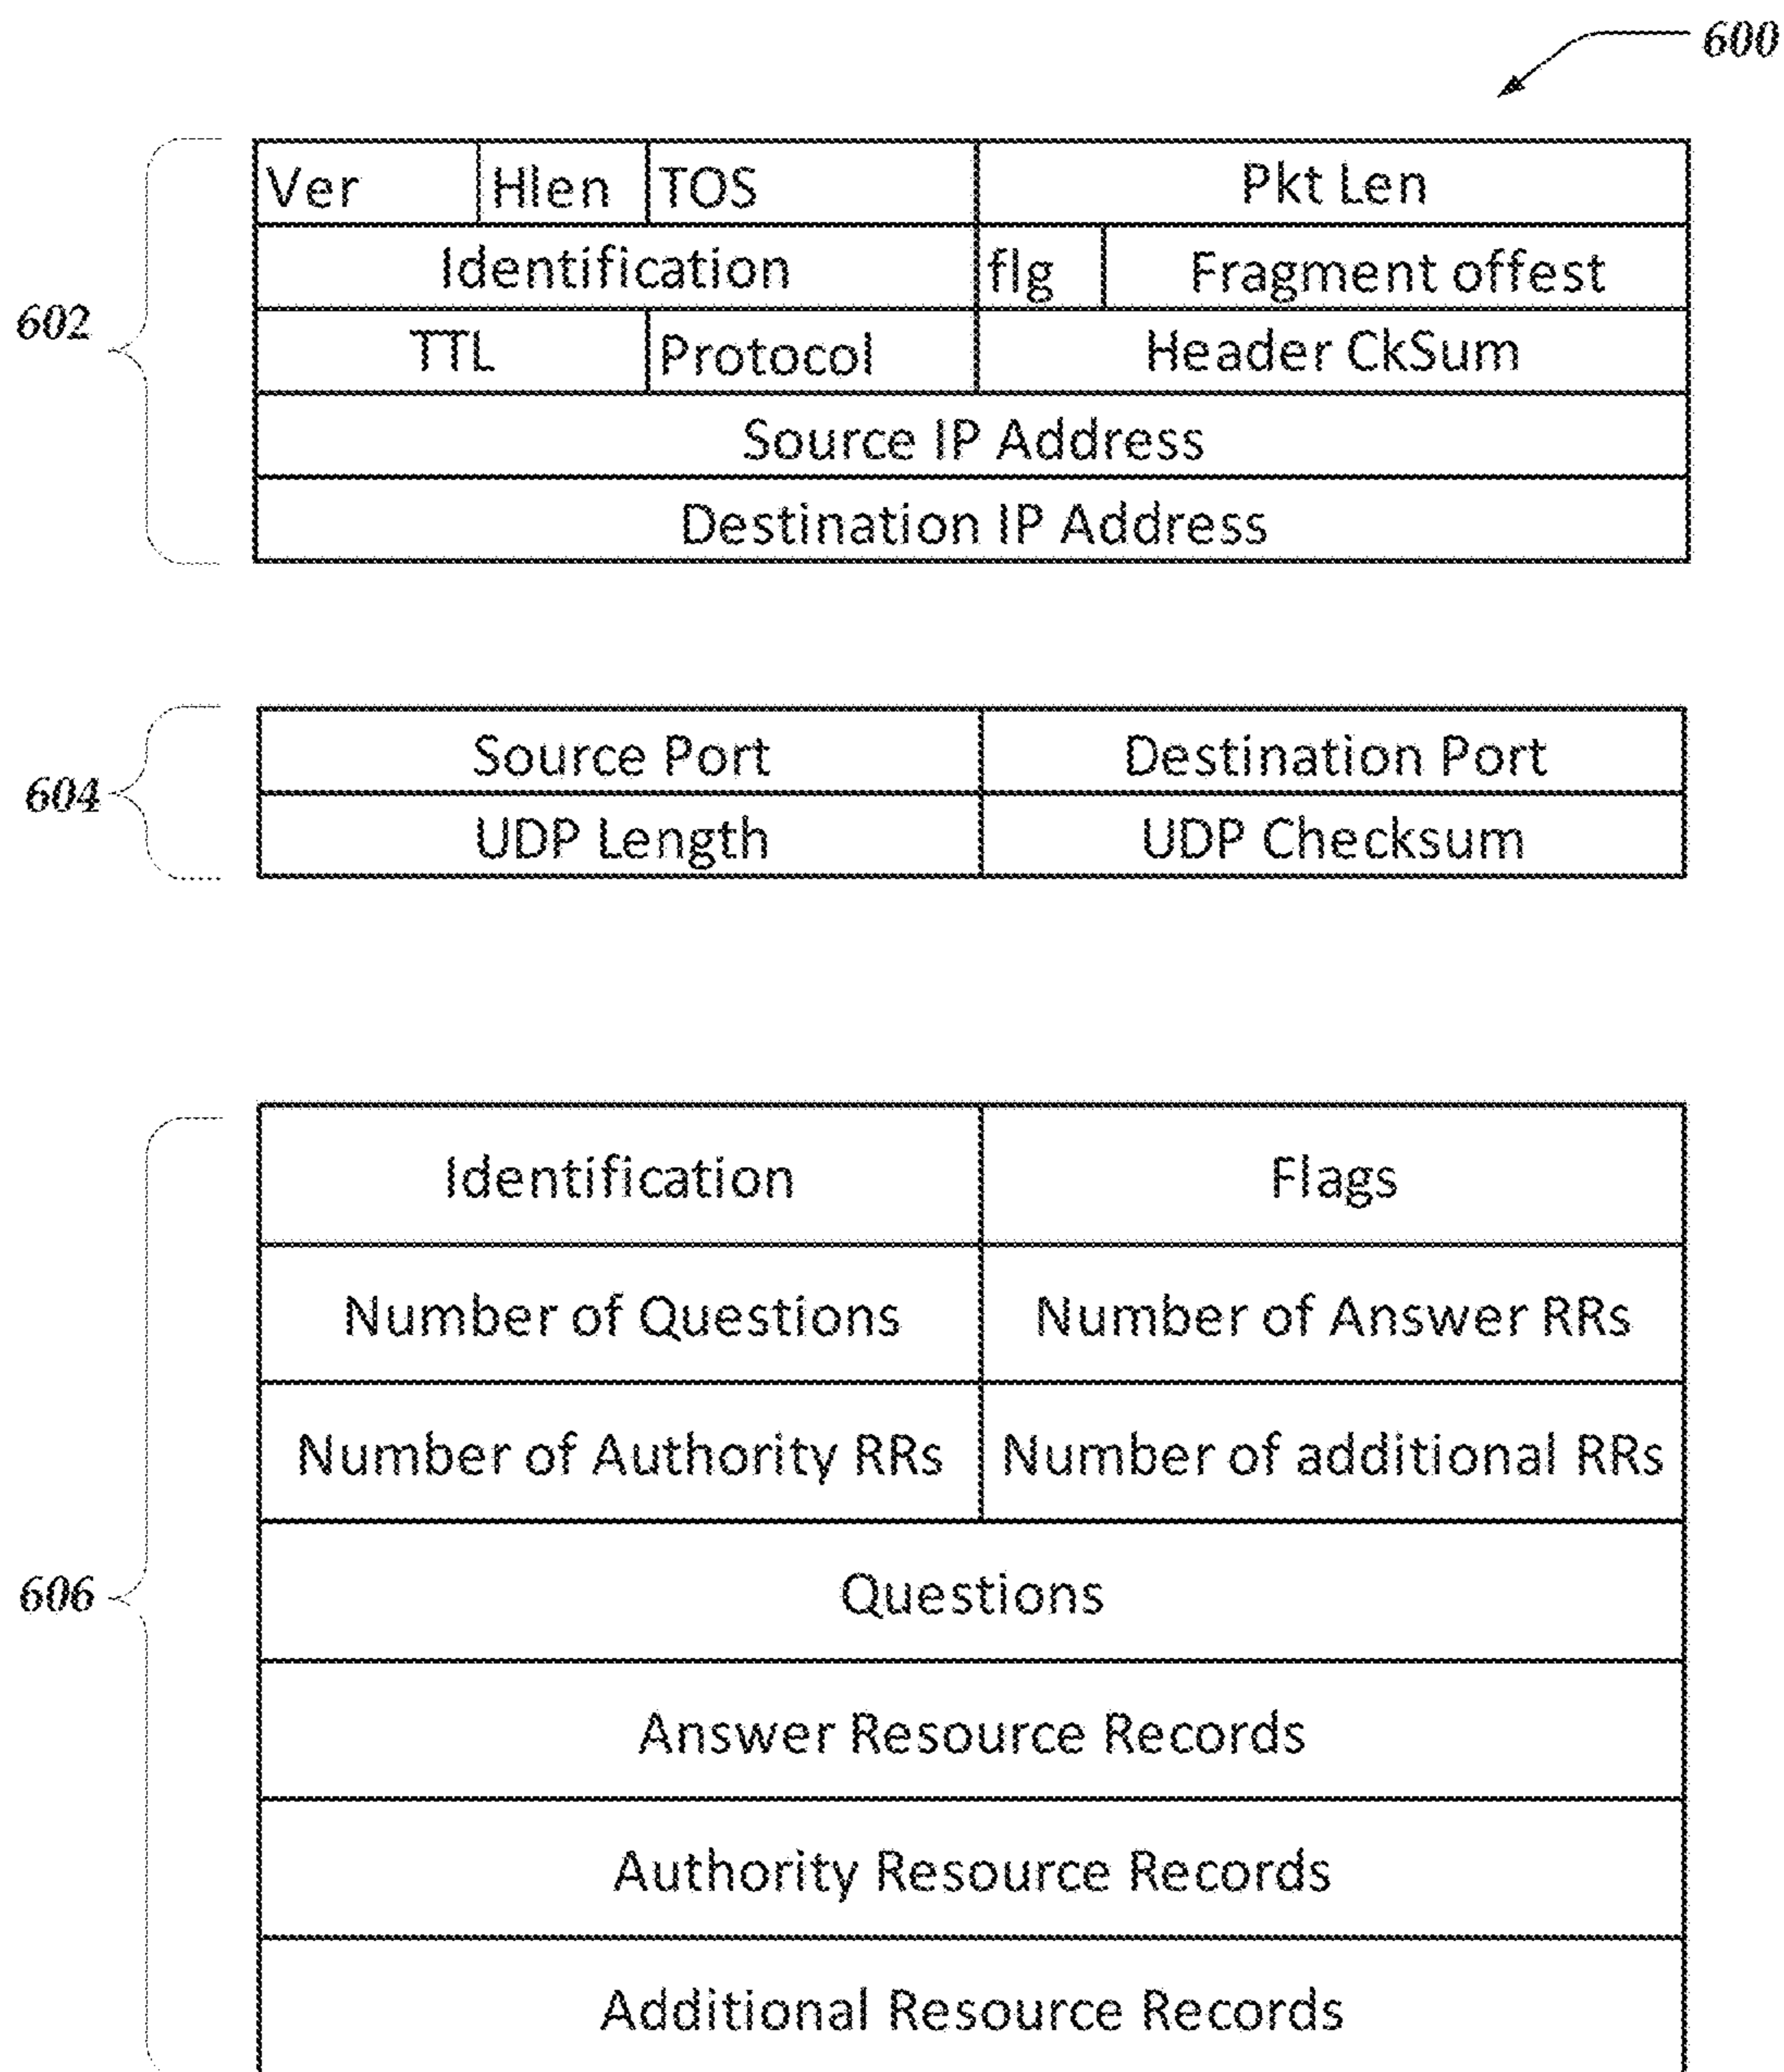 600
Ver Hlen TOS Pkt Len
Identification flg Fragment offest
602
TTL Protocol Header CkSum
Source IP Address
Destination IP Address
Source Port Destination Port
604
UDP Length UDP Checksum
Identification Flags
Number of Questions Number of Answer RRs
Number of Authority RRs Number of additional RRs
606
Questions
Answer Resource Records
Authority Resource Records
Additional Resource Records